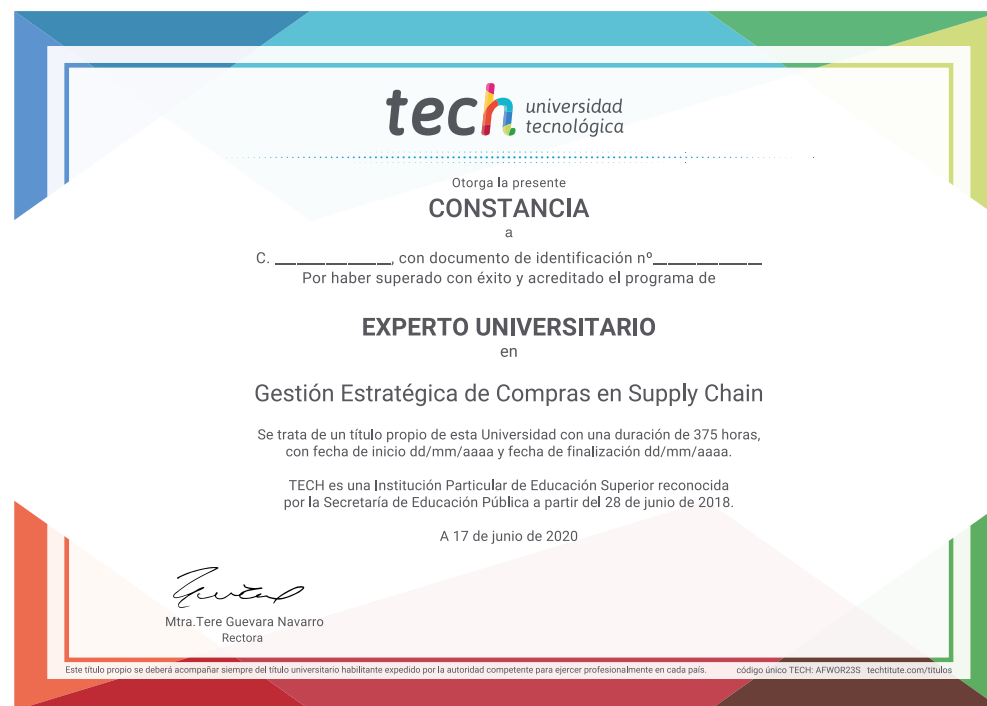 tech universidad
tecnológica
Otorga la presente
CONSTANCIA
a
C. ____________, con documento de identificación nº____________
Por haber superado con éxito y acreditado el programa de
EXPERTO UNIVERSITARIO
en
Gestión Estratégica de Compras en Supply Chain
Se trata de un título propio de esta Universidad con una duración de 375 horas,
con fecha de inicio dd/mm/aaaa y fecha de finalización dd/mm/aaaa.
TECH es una Institución Particular de Educación Superior reconocida
por la Secretaría de Educación Pública a partir del 28 de junio de 2018.
A 17 de junio de 2020
Mtra.Tere Guevara Navarro
Rectora
Este título propio se deberá acompañar siempre del título universitario habilitante expedido por la autoridad competente para ejercer profesionalmente en cada país. código único TECH: AFWOR23S techtitute.com/titulos